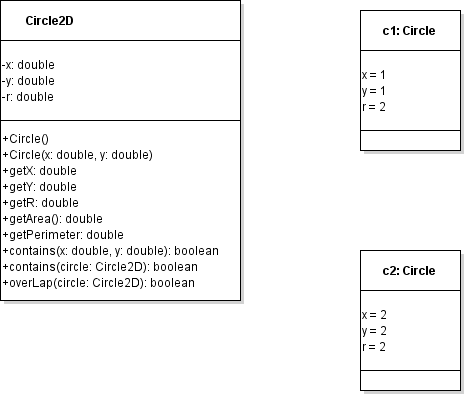 Circle2D
-x: double
-y: double
-r: double
+Circle()
+Circle(x: double, y: double)
+getX: double
+getY: double
+getR: double
+getArea(): double
+getPerimeter: double
+contains(x: double, y: double): boolean
+contains(circle: Circle2D): boolean
+overLap(circle: Circle2D): boolean
c1: Circle
x = 1
y = 1
r = 2
c2: Circle
x = 2
y = 2
r = 2